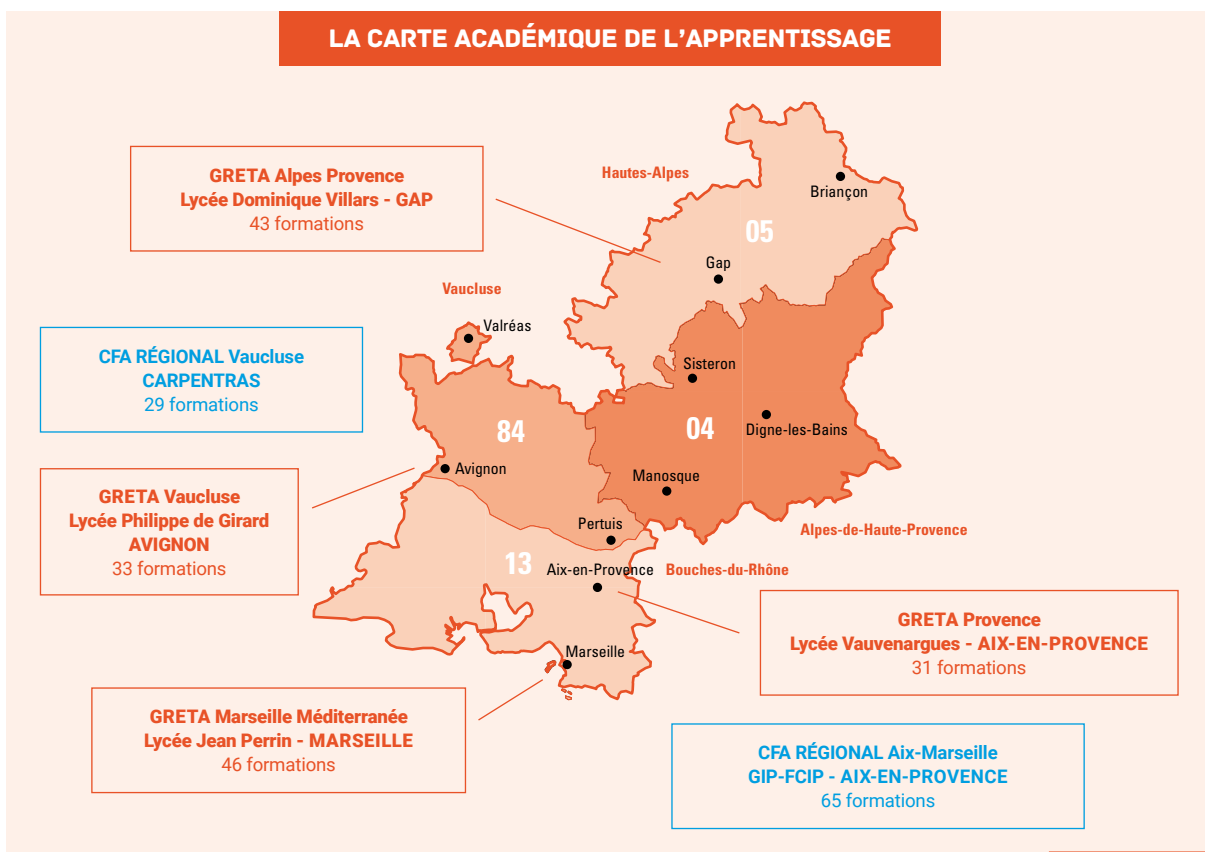 LA CARTE ACADÉMIQUE DE L'APPRENTISSAGE
GRETA Alpes Provence
Lycée Dominique Villars - GAP
43 formations
Hautes-Alpes
Briançon
05
Gap
Vaucluse
Valréas
CFA RÉGIONAL Vaucluse
CARPENTRAS
29 formations
Sisteron
84
04
Digne-les-Bains
Avignon
Manosque
GRETA Vaucluse
Lycée Philippe de Girard
AVIGNON
33 formations
Pertuis
Alpes-de-Haute-Provence
13
Aix-en-Provence
Bouches-du-Rhône
GRETA Provence
Lycée Vauvenargues - AIX-EN-PROVENCE
31 formations
Marseille
GRETA Marseille Méditerranée
Lycée Jean Perrin - MARSEILLE
46 formations
CFA RÉGIONAL Aix-Marseille
GIP-FCIP - AIX-EN-PROVENCE
65 formations